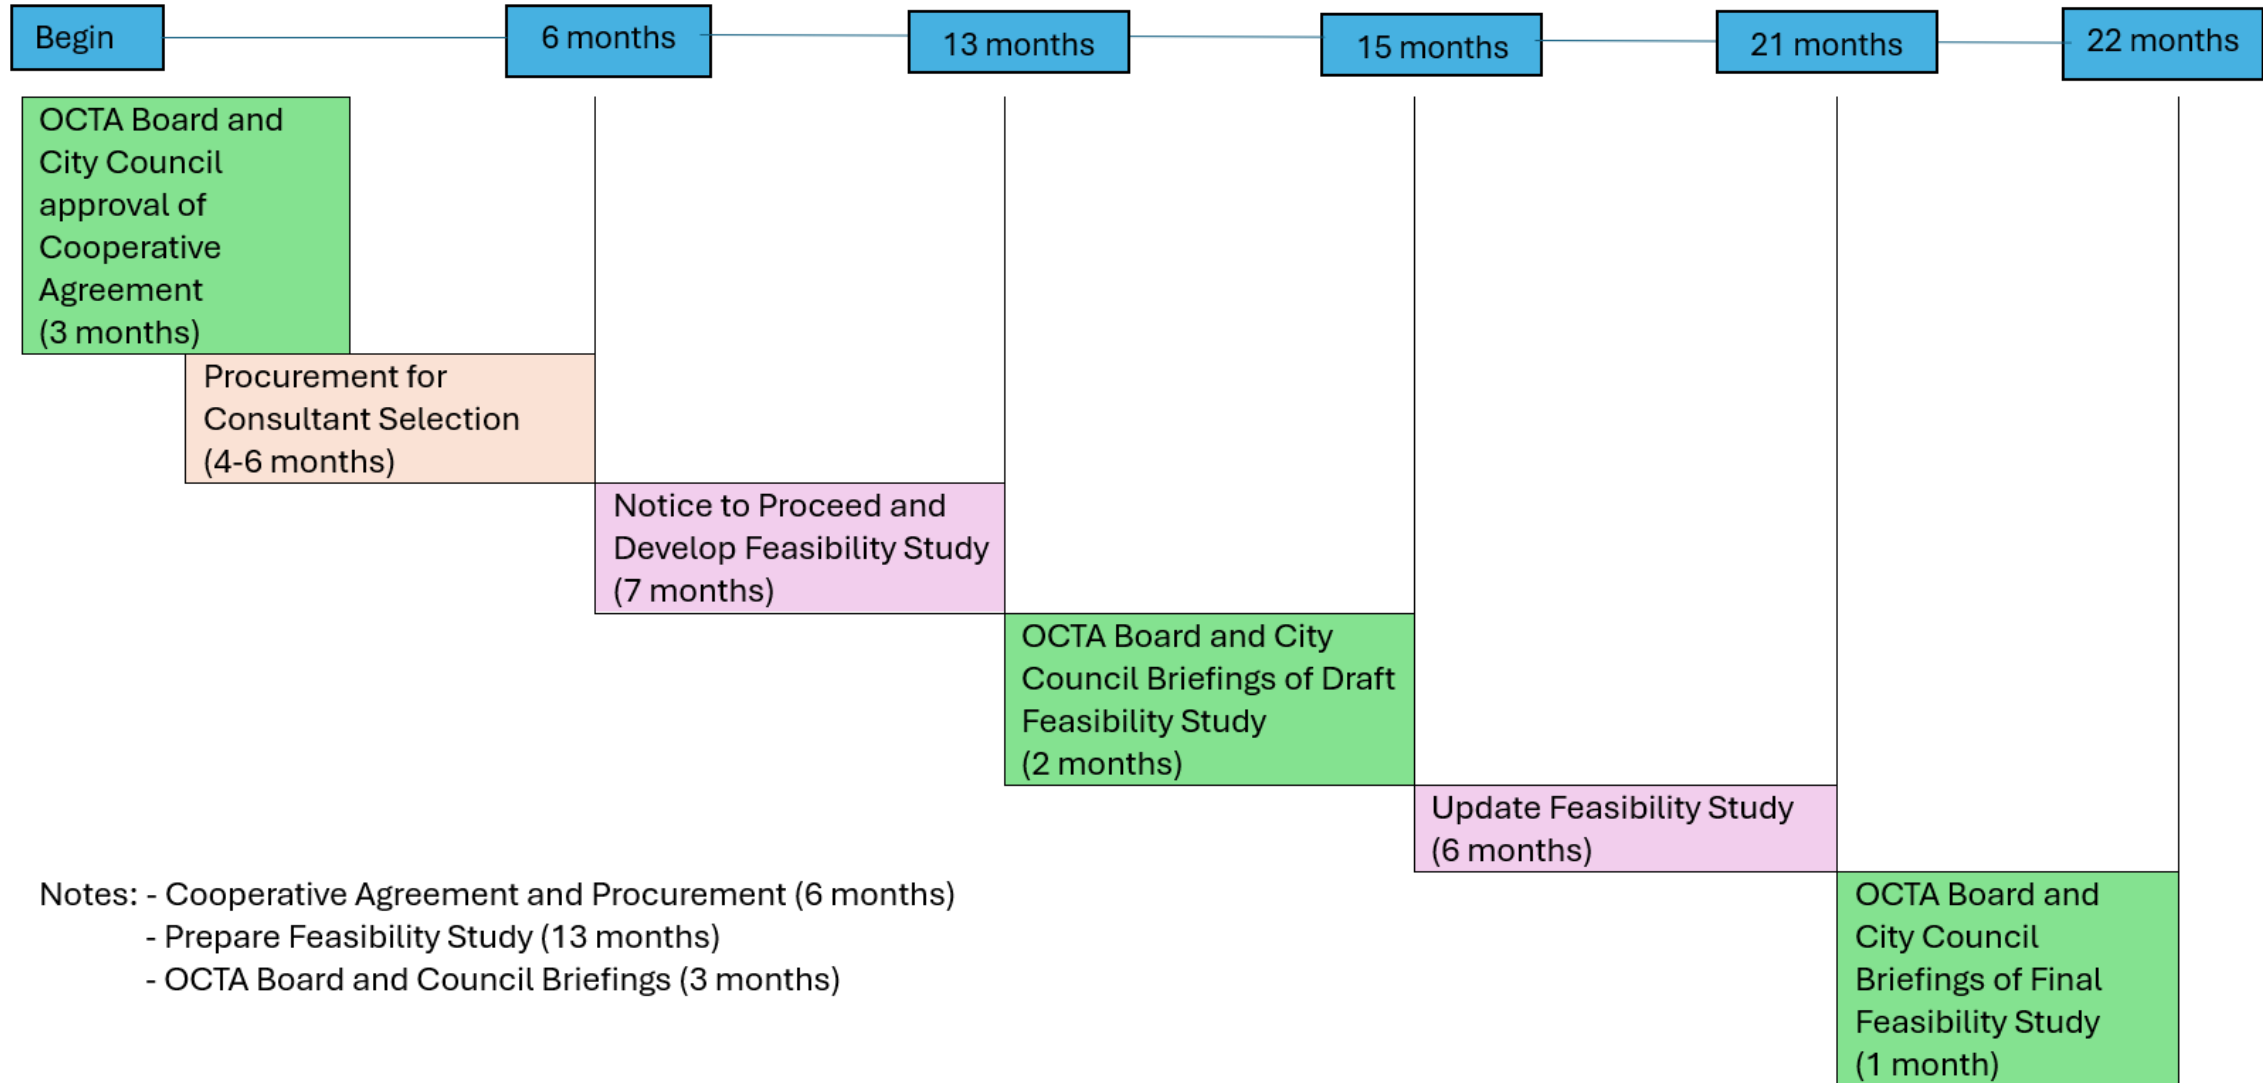 Begin
6 months
13 months
15 months
21 months
22 months
OCTA Board and
City Council
approval of
Cooperative
Agreement
(3 months)
Procurement for
Consultant Selection
(4-6 months)
Notice to Proceed and
Develop Feasibility Study
(7 months)
OCTA Board and City
Council Briefings of Draft
Feasibility Study
(2 months)
Update Feasibility Study
(6 months)
OCTA Board and
City Council
Briefings of Final
Feasibility Study
(1 month)
Notes: - Cooperative Agreement and Procurement (6 months)
- Prepare Feasibility Study (13 months)
- OCTA Board and Council Briefings (3 months)